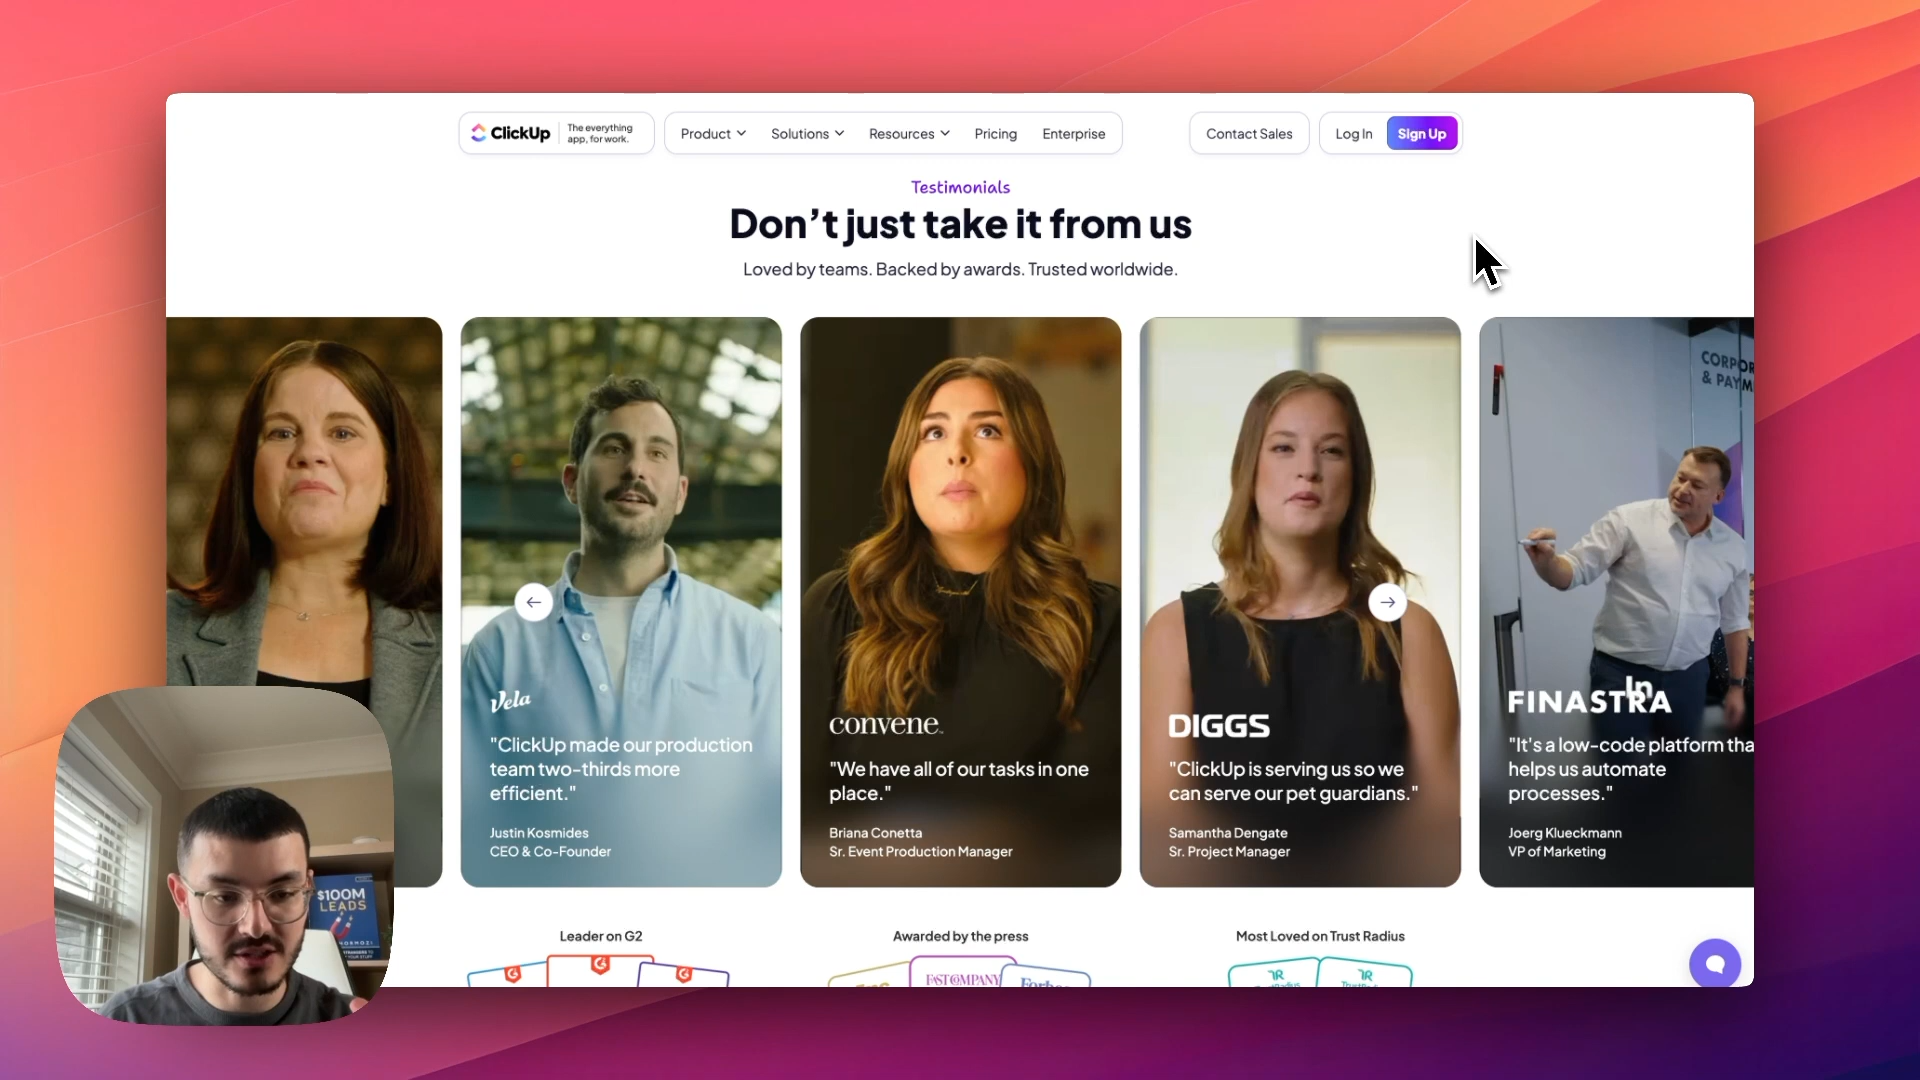 ClickUp
The everything
app, for work.
Product
Solutions
Resources
Pricing
Enterprise
Contact Sales
Log In
Sign Up
Testimonials
Don’t just take it from us
Loved by teams. Backed by awards. Trusted worldwide.
CORPOR
& PAYM
Vela
"ClickUp made our production
team two-thirds more
efficient."
Justin Kosmides
CEO & Co-Founder
convene
"We have all of our tasks in one
place."
Briana Conetta
Sr. Event Production Manager
DIGGS
"ClickUp is serving us so we
can serve our pet guardians."
Samantha Dengate
Sr. Project Manager
In
FINASTRA
"It's a low-code platform tha
helps us automate
processes."
Joerg Klueckmann
VP of Marketing
$100M
LEADS
Leader on G2
Awarded by the press
FAST COMPANY
Forbes
Most Loved on Trust Radius